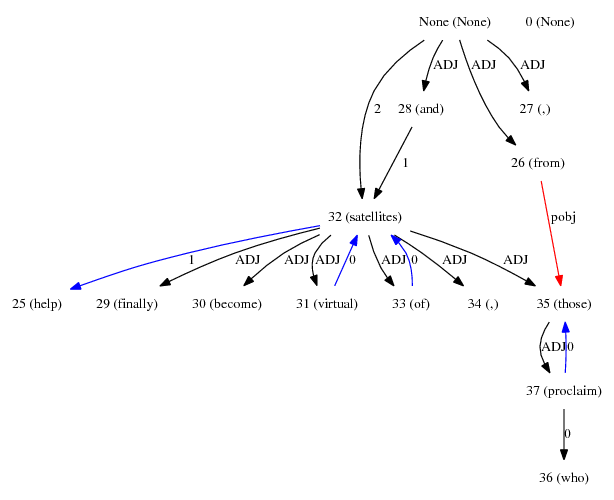 None (None) 0 (None)
ADJ ADJ ADJ
2 28 (and) 27 (,)
1 26 (from)
32 (satellites) pobj
1 ADJ ADJ ADJ 0 ADJ 0 ADJ ADJ
25 (help) 29 (finally) 30 (become) 31 (virtual) 33 (of) 34 (,) 35 (those)
ADJ 0
37 (proclaim)
0
36 (who)